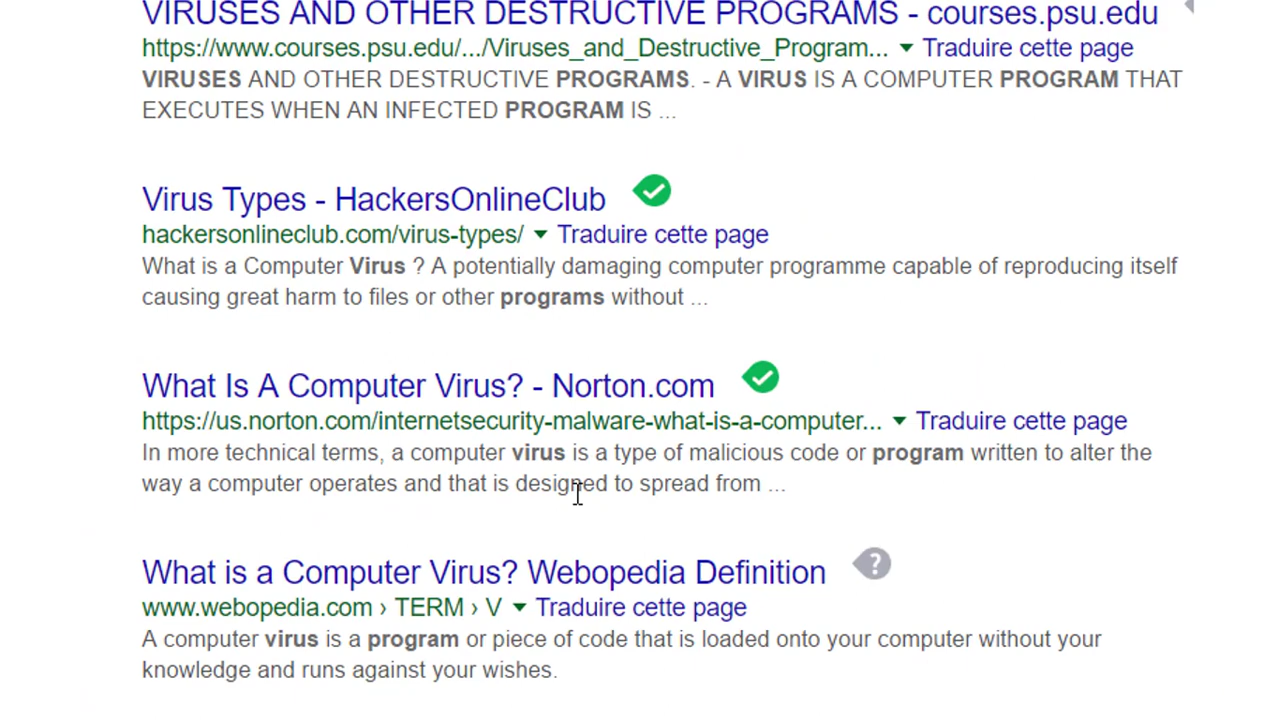 VIRUSES AND OTHER DESTRUCTIVE PROGRAMS - courses.psu.edu
https://www.courses.psu.edu/.../Viruses_and_Destructive_Program... ▼ Traduire cette page
VIRUSES AND OTHER DESTRUCTIVE PROGRAMS. - A VIRUS IS A COMPUTER PROGRAM THAT
EXECUTES WHEN AN INFECTED PROGRAM IS ...
Virus Types - HackersOnlineClub
hackersonlineclub.com/virus-types/ ▼ Traduire cette page
What is a Computer Virus ? A potentially damaging computer programme capable of reproducing itself
causing great harm to files or other programs without ...
What Is A Computer Virus? - Norton.com
https://us.norton.com/internetsecurity-malware-what-is-a-computer... ▼ Traduire cette page
In more technical terms, a computer virus is a type of malicious code or program written to alter the
way a computer operates and that is designed to spread from ...
What is a Computer Virus? Webopedia Definition
www.webopedia.com › TERM › V ▼ Traduire cette page
A computer virus is a program or piece of code that is loaded onto your computer without your
knowledge and runs against your wishes.